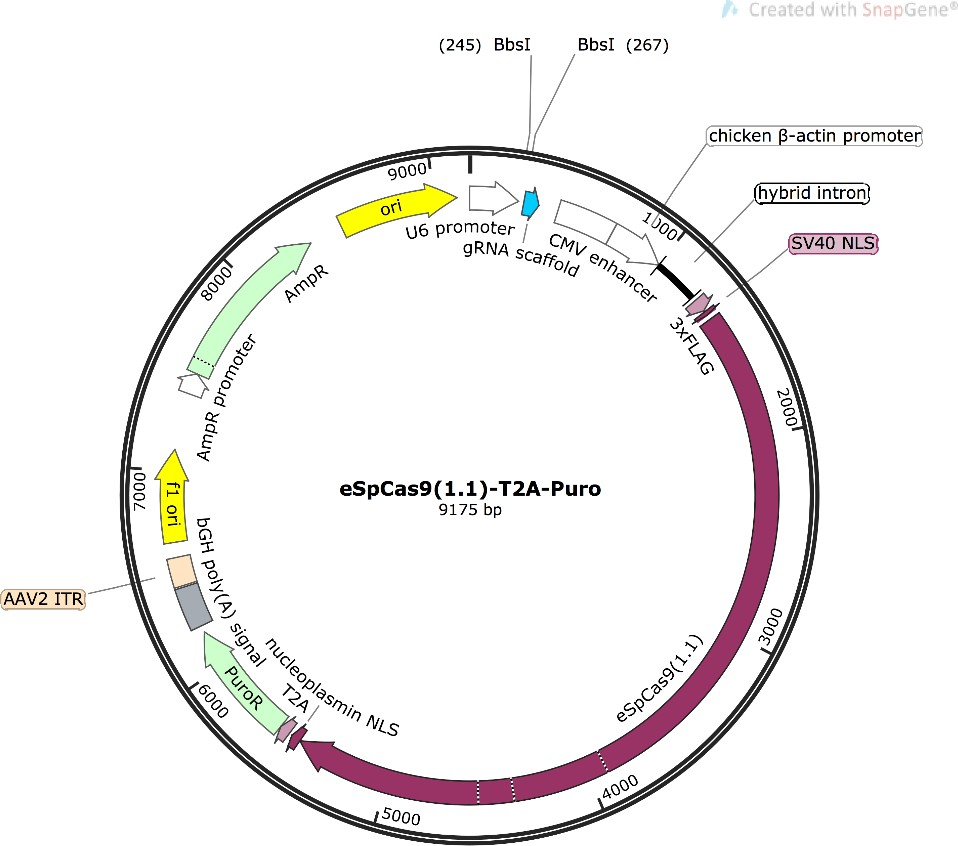 Created with SnapGene®
(245) BbsI
BbsI (267)
chicken β-actin promoter
hybrid intron
SV40 NLS
9000
1000
ori
U6 promoter
gRNA scaffold
CMV enhancer
8000
AmpR
3xFLAG
AmpR promoter
2000
7000
f1 ori
eSpCas9(1.1)-T2A-Puro
9175 bp
bGH poly(A) signal
AAV2 ITR
3000
eSpCas9(1.1)
nucleoplasmin NLS
T2A
PuroR
6000
4000
5000